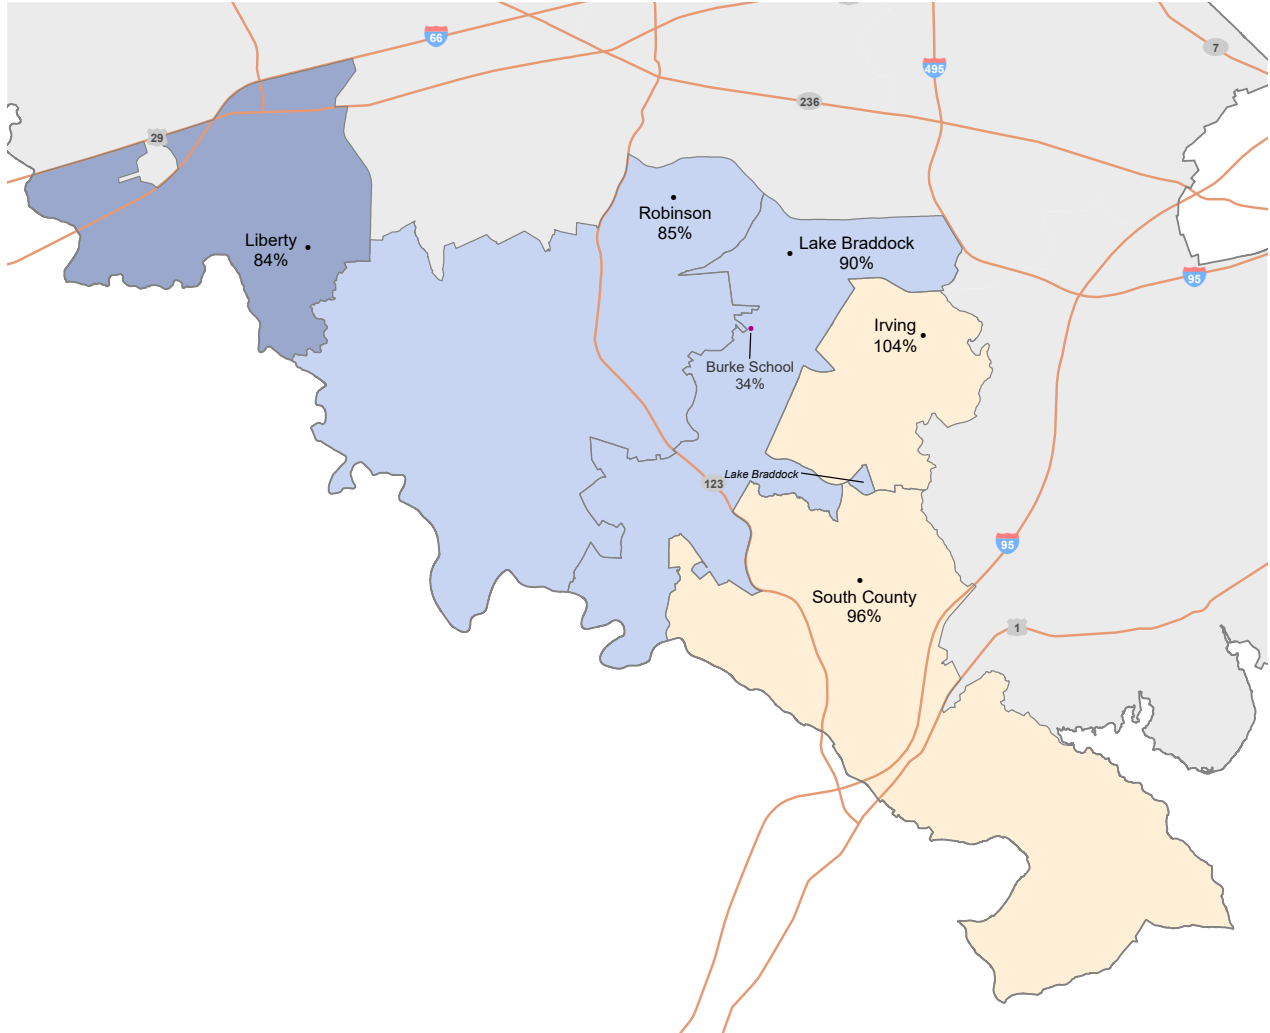 66
7
495
236
29
Robinson
85%
Liberty
84%
Lake Braddock
90%
95
Irving
104%
Burke School
34%
Lake Braddock
123
95
South County
96%
1